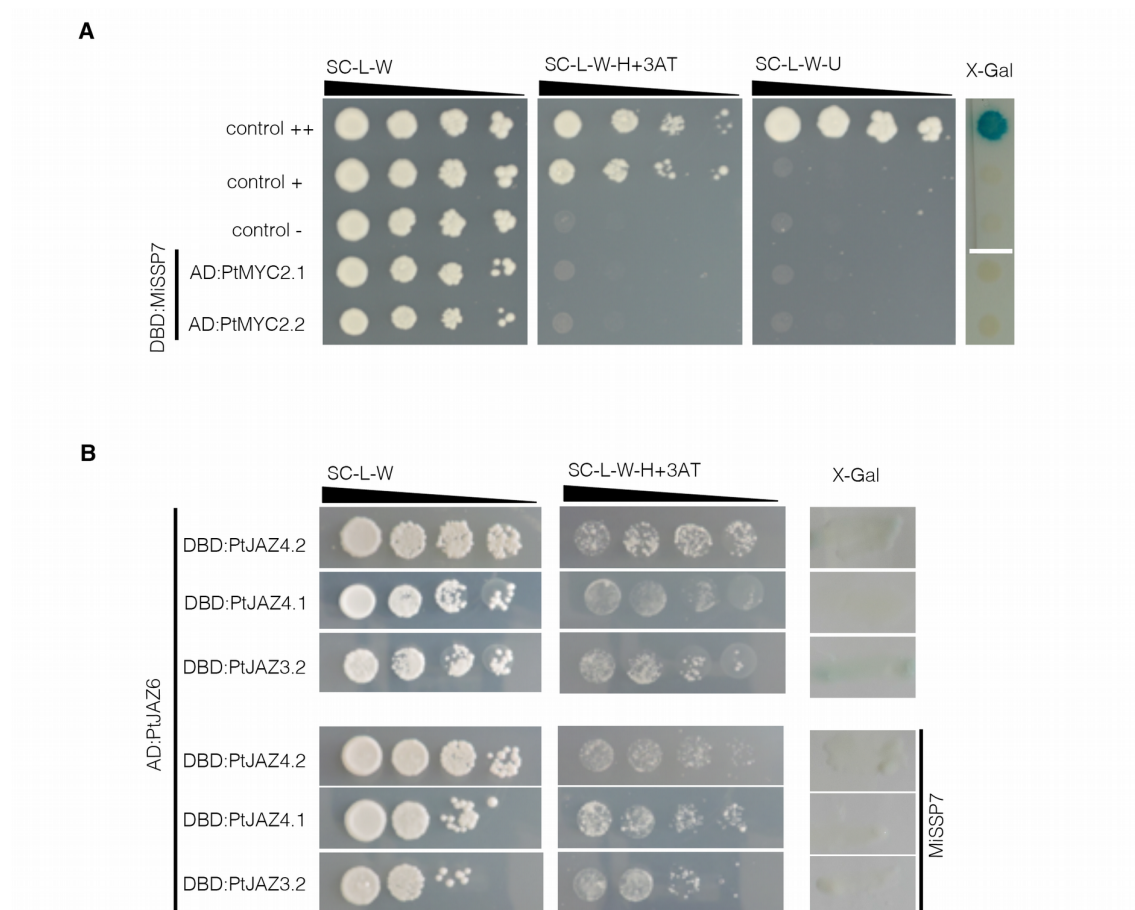 A
SC-L-W
SC-L-W-H+3AT
SC-L-W-U
X-Gal
control ++
control +
control -
DBD:MiSSP7
AD:PtMYC2.1
AD:PtMYC2.2
B
SC-L-W
SC-L-W-H+3AT
X-Gal
AD:PtJAZ6
DBD:PtJAZ4.2
DBD:PtJAZ4.1
DBD:PtJAZ3.2
DBD:PtJAZ4.2
DBD:PtJAZ4.1
DBD:PtJAZ3.2
MiSSP7